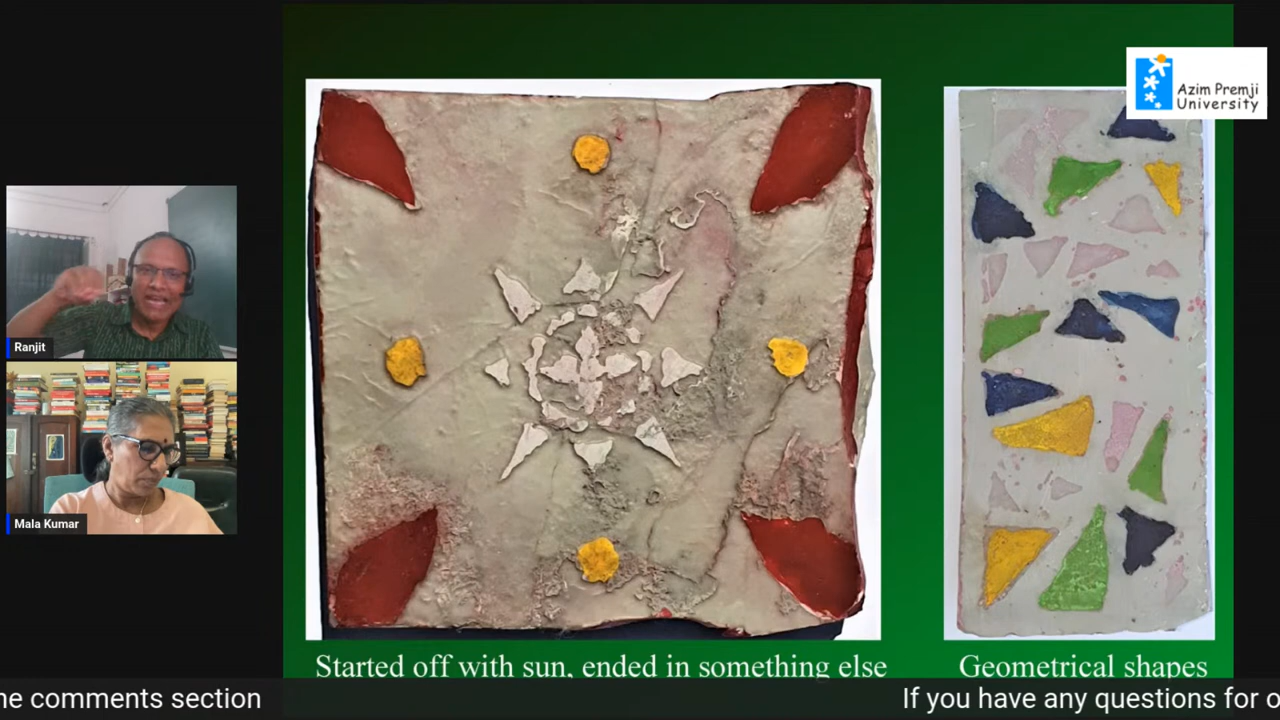 Azim Premji
University
Ranjit
Mala Kumar
Started off with sun, ended in something else
Geometrical shapes
comments section
If you have any questions for